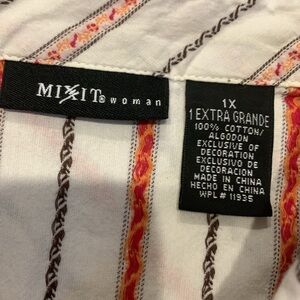 MIXIT® woman
1X
1 EXTRA GRANDE
100% COTTON/
ALGODON
EXCLUSIVE OF
DECORATION
EXCLUSIVO DE
DECORACION
MADE IN CHINA
HECHO EN CHINA
WPL# 11935